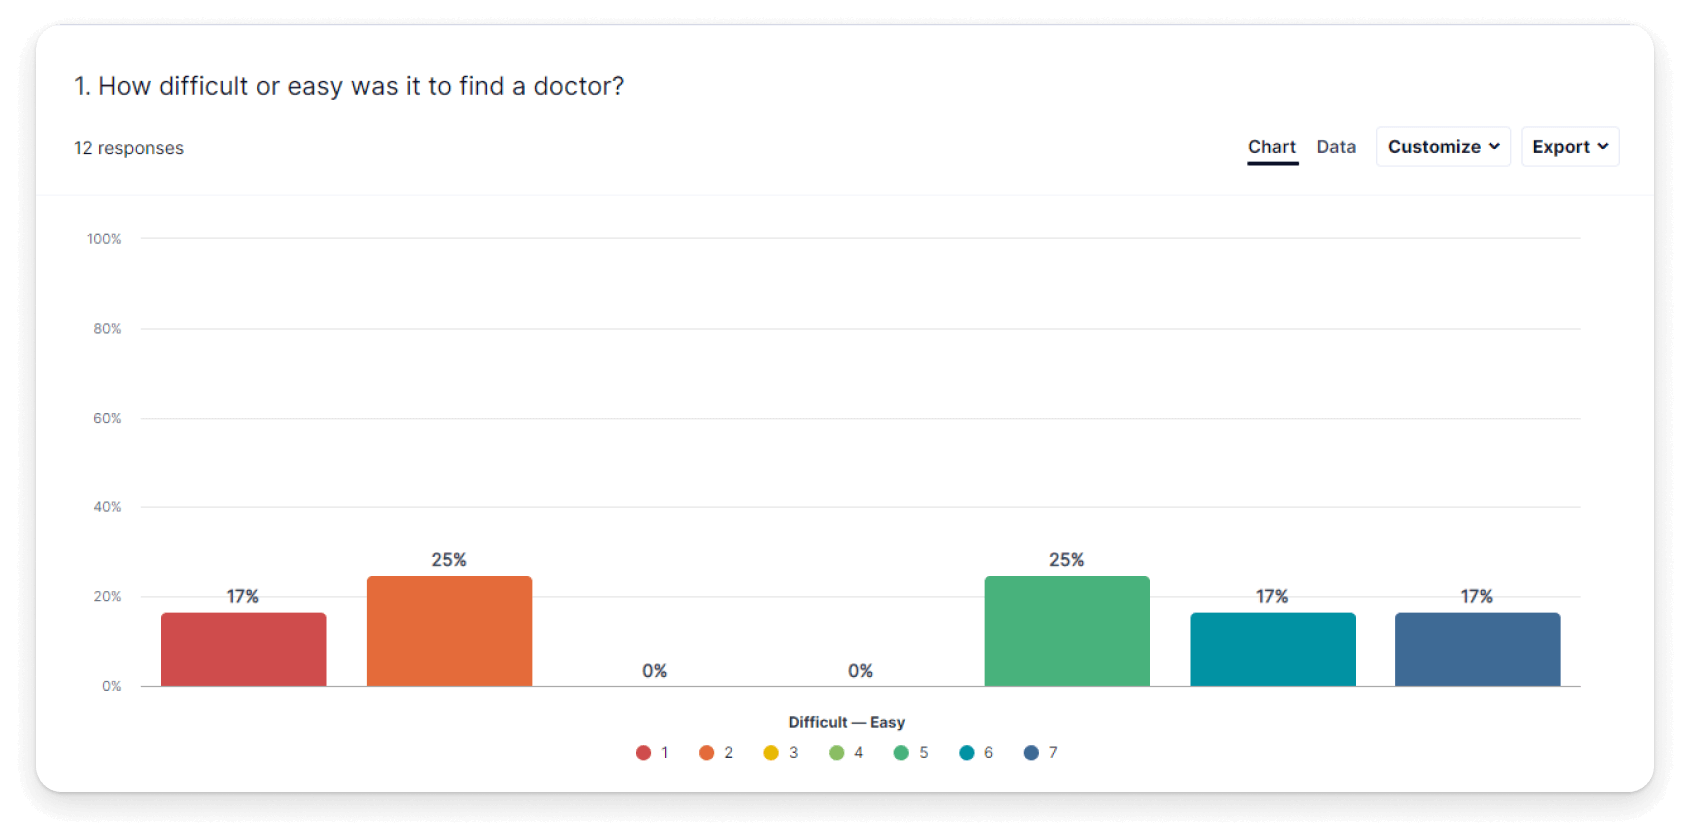 1. How difficult or easy was it to find a doctor?
12 responses
Chart Data Customize Export
100%
80%
60%
40%
20%
0%
17%
25%
0%
0%
25%
17%
17%
Difficult — Easy
1 2 3 4 5 6 7